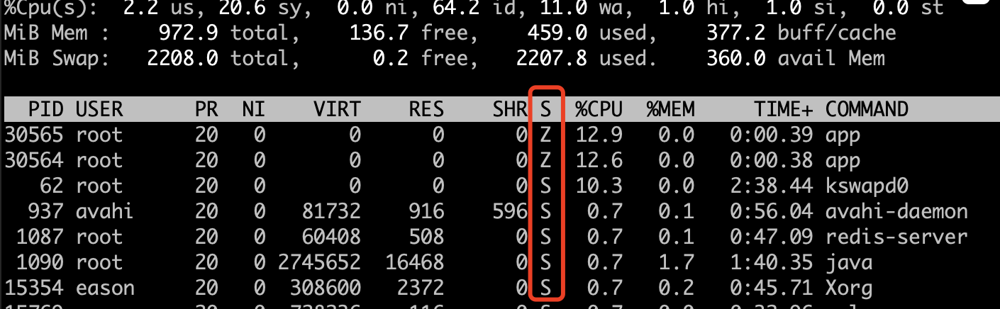 %Cpu(s):  2.2 us, 20.6 sy,  0.0 ni, 64.2 id, 11.0 wa,  1.0 hi,  1.0 si,  0.0 st
MiB Mem :    972.9 total,    136.7 free,    459.0 used,    377.2 buff/cache
MiB Swap:   2208.0 total,      0.2 free,   2207.8 used.    360.0 avail Mem
PID USER      PR  NI    VIRT    RES    SHR S  %CPU  %MEM     TIME+ COMMAND
30565 root      20   0       0      0      0 Z  12.9   0.0   0:00.39 app
30564 root      20   0       0      0      0 Z  12.6   0.0   0:00.38 app
62 root      20   0       0      0      0 S  10.3   0.0   2:38.44 kswapd0
937 avahi     20   0   81732    916    596 S   0.7   0.1   0:56.04 avahi-daemon
1087 root      20   0   60408    508      0 S   0.7   0.1   0:47.09 redis-server
1090 root      20   0 2745652  16468      0 S   0.7   1.7   1:40.35 java
15354 eason     20   0  308600   2372      0 S   0.7   0.2   0:45.71 Xorg